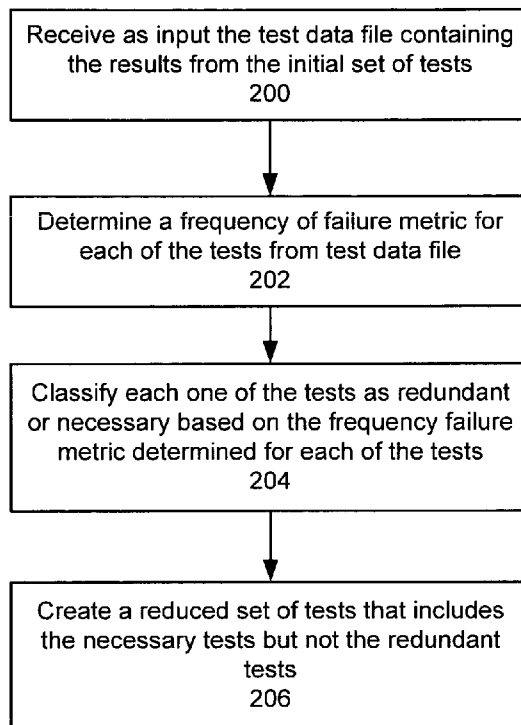 Receive as input the test data file containing
the results from the initial set of tests
200
Determine a frequency of failure metric for
each of the tests from test data file
202
Classify each one of the tests as redundant
or necessary based on the frequency failure
metric determined for each of the tests
204
Create a reduced set of tests that includes
the necessary tests but not the redundant
tests
206